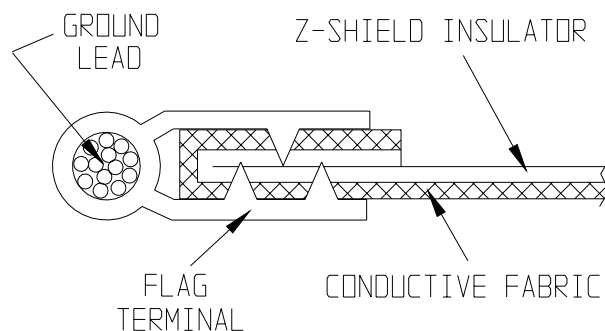 GROUND
LEAD
Z-SHIELD INSULATOR
FLAG
TERMINAL
CONDUCTIVE FABRIC